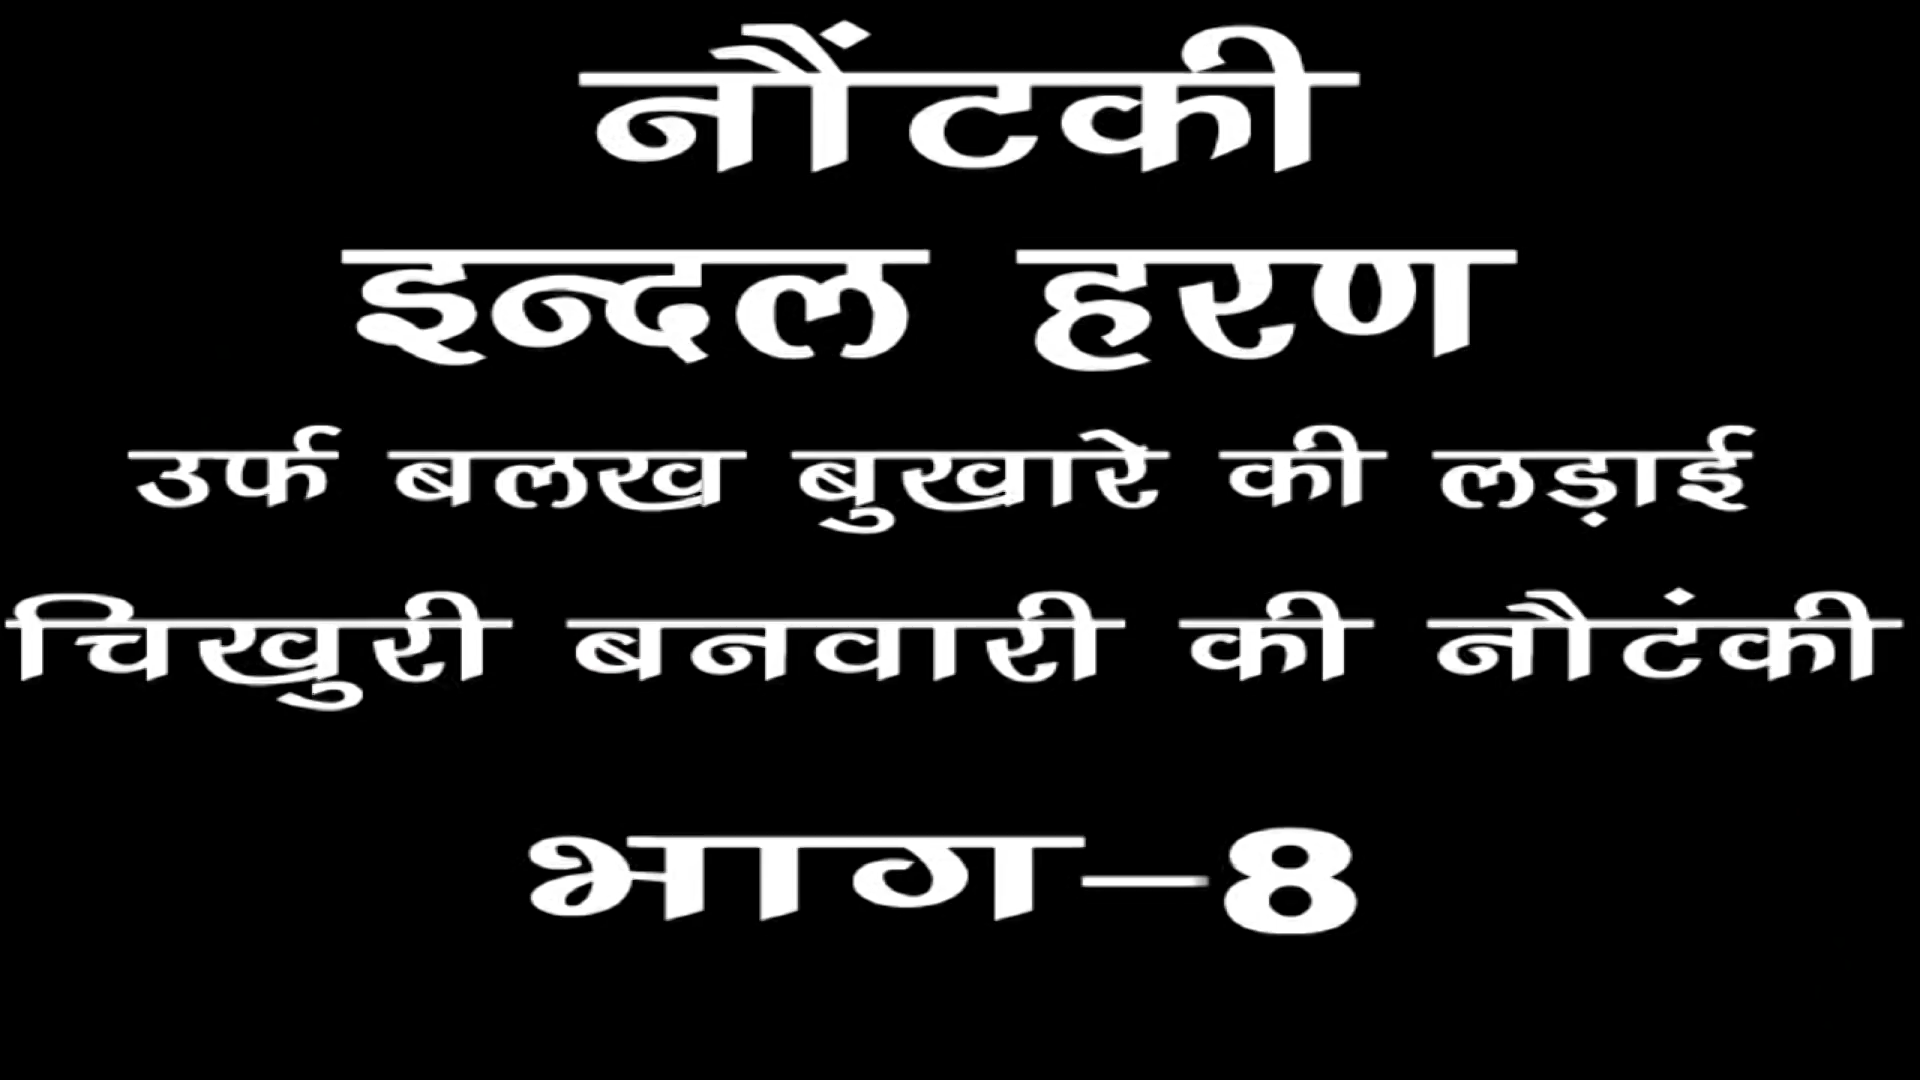 नौंटकी
इन्दल हरण
उर्फ बलख बुखारे की लड़ाई
चिखुरी बनवारी की नौटंकी
भाग–8